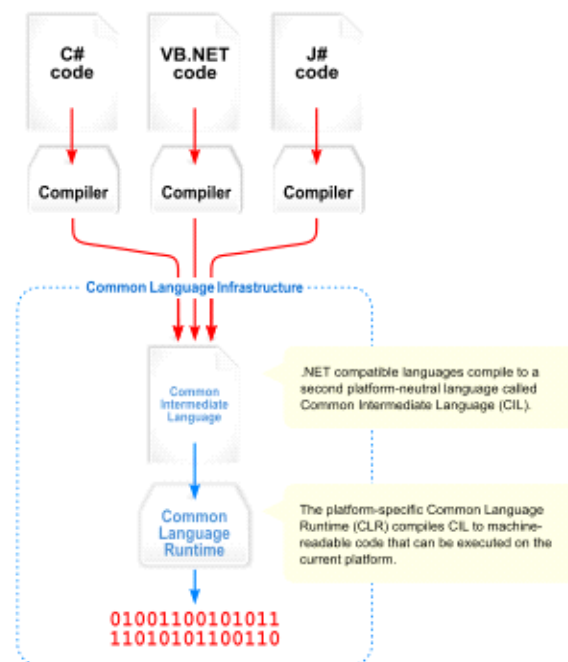 C#
code
VB.NET
code
J#
code
Compiler
Compiler
Compiler
Common Language Infrastructure
Common
Intermediate
Language
.NET compatible languages compile to a
second platform-neutral language called
Common Intermediate Language (CIL).
Common
Language
Runtime
The platform-specific Common Language
Runtime (CLR) compiles CIL to machine-
readable code that can be executed on the
current platform.
01001100101011
11010101100110